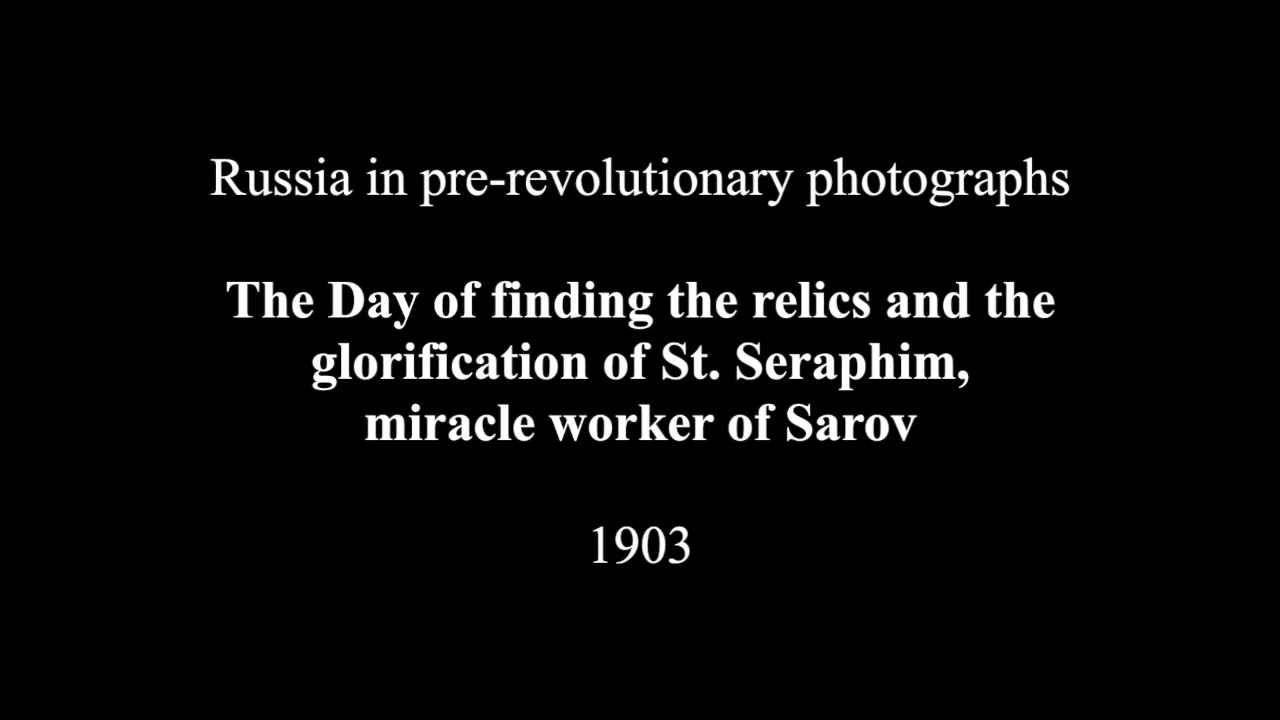 Russia in pre-revolutionary photographs
The Day of finding the relics and the
glorification of St. Seraphim,
miracle worker of Sarov
1903